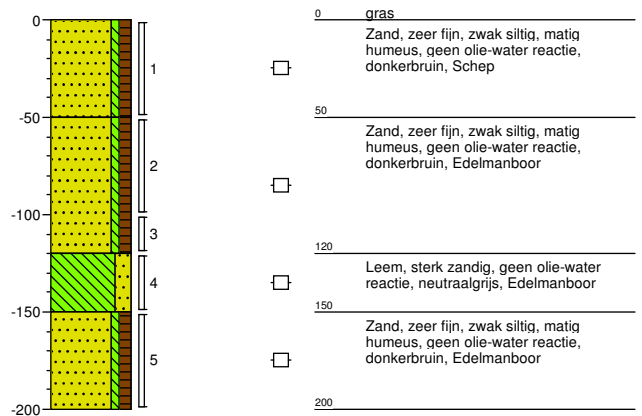 0
-50
-100
-150
-200
1
2
3
4
5
0 gras
Zand, zeer fijn, zwak siltig, matig
humeus, geen olie-water reactie,
donkerbruin, Schep
50
Zand, zeer fijn, zwak siltig, matig
humeus, geen olie-water reactie,
donkerbruin, Edelmanboor
120
Leem, sterk zandig, geen olie-water
reactie, neutraalgrijs, Edelmanboor
150
Zand, zeer fijn, zwak siltig, matig
humeus, geen olie-water reactie,
donkerbruin, Edelmanboor
200